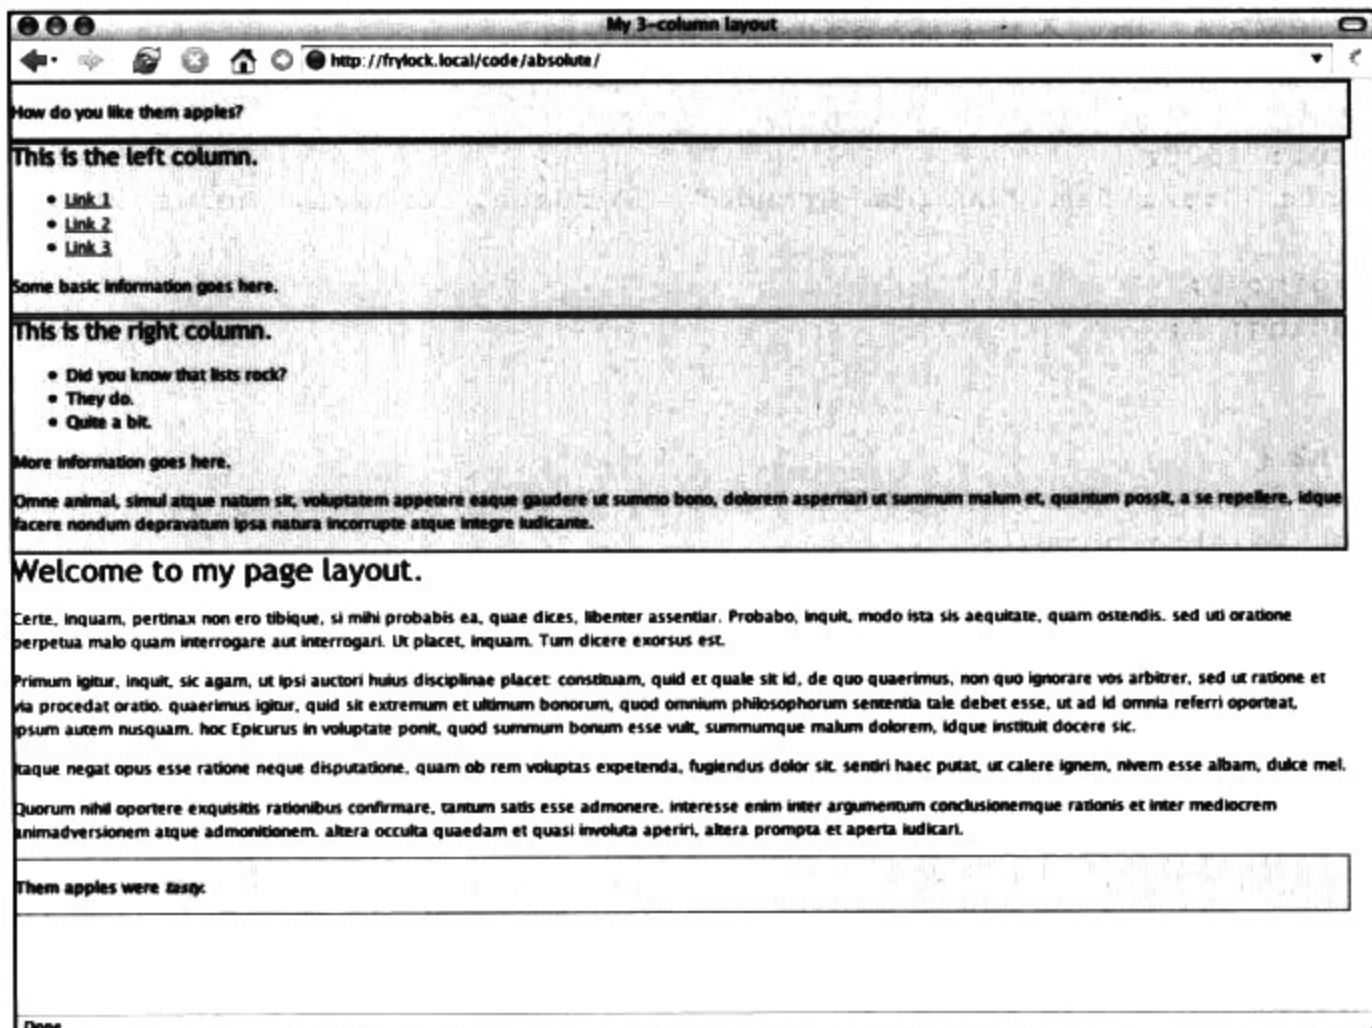 My 3-column layout
http://frylock.local/code/absolute/
How do you like them apples?
This is the left column.
• Link 1
• Link 2
• Link 3
Some basic information goes here.
This is the right column.
• Did you know that lists rock?
• They do.
• Quite a bit.
More information goes here.
Omne animal, simul atque natum sit, voluptatem appetere eaque gaudere ut summo bono, dolorem aspernari ut summum malum et, quantum possit, a se repellere, idque
facere nondum depravatum ipsa natura incorrupte atque integre iudicante.
Welcome to my page layout.
Certe, inquam, pertinax non ero tibique, si mihi probabis ea, quae dices, libenter assentiar. Probabo, inquit, modo ista sis aequitate, quam ostendis. sed uti oratione
perpetua malo quam interrogare aut interrogari. Ut placet, inquam. Tum dicere exorsus est.
Primum igitur, inquit, sic agam, ut ipsi auctori huius disciplinae placet: constituam, quid et quale sit id, de quo quaerimus, non quo ignorare vos arbitrer, sed ut ratione et
via procedat oratio. quaerimus igitur, quid sit extremum et ultimum bonorum, quod omnium philosophorum sententia tale debet esse, ut ad id omnia referri oporteat,
ipsum autem nusquam. hoc Epicurus in voluptate ponit, quod summum bonum esse vult, summumque malum dolorem, idque instituit docere sic.
Itaque negat opus esse ratione neque disputatione, quam ob rem voluptas expetenda, fugiendus dolor sit. sentiri haec putat, ut calere ignem, nivem esse albam, dulce mel.
Quorum nihil oportere exquisitis rationibus confirmare, tantum satis esse admonere. interesse enim inter argumentum conclusionemque rationis et inter mediocrem
animadversionem atque admonitionem. altera occulta quaedam et quasi involuta aperiri, altera prompta et aperta iudicari.
Them apples were tasty.
Done